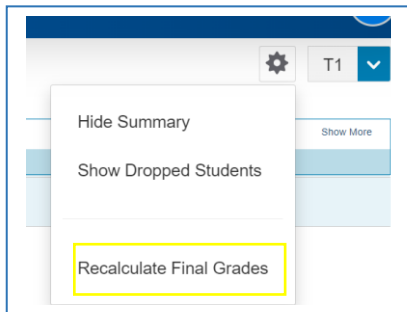 T1
Hide Summary
Show More
Show Dropped Students
Recalculate Final Grades